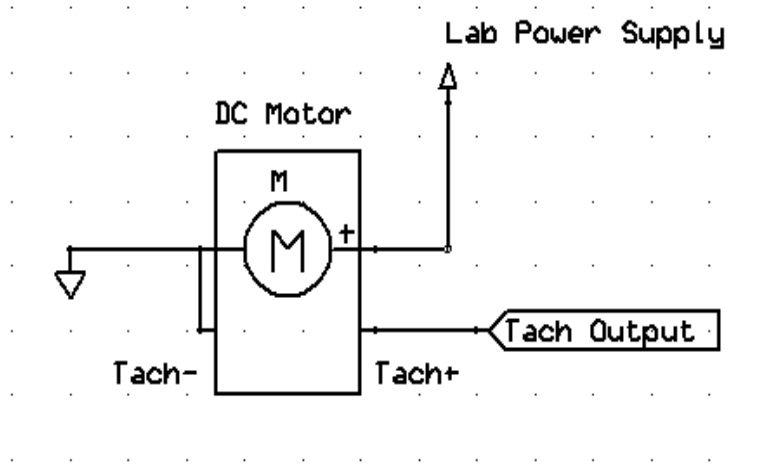 Lab Power Supply
DC Motor
M
+
M
Tach Output
Tach-
Tach+